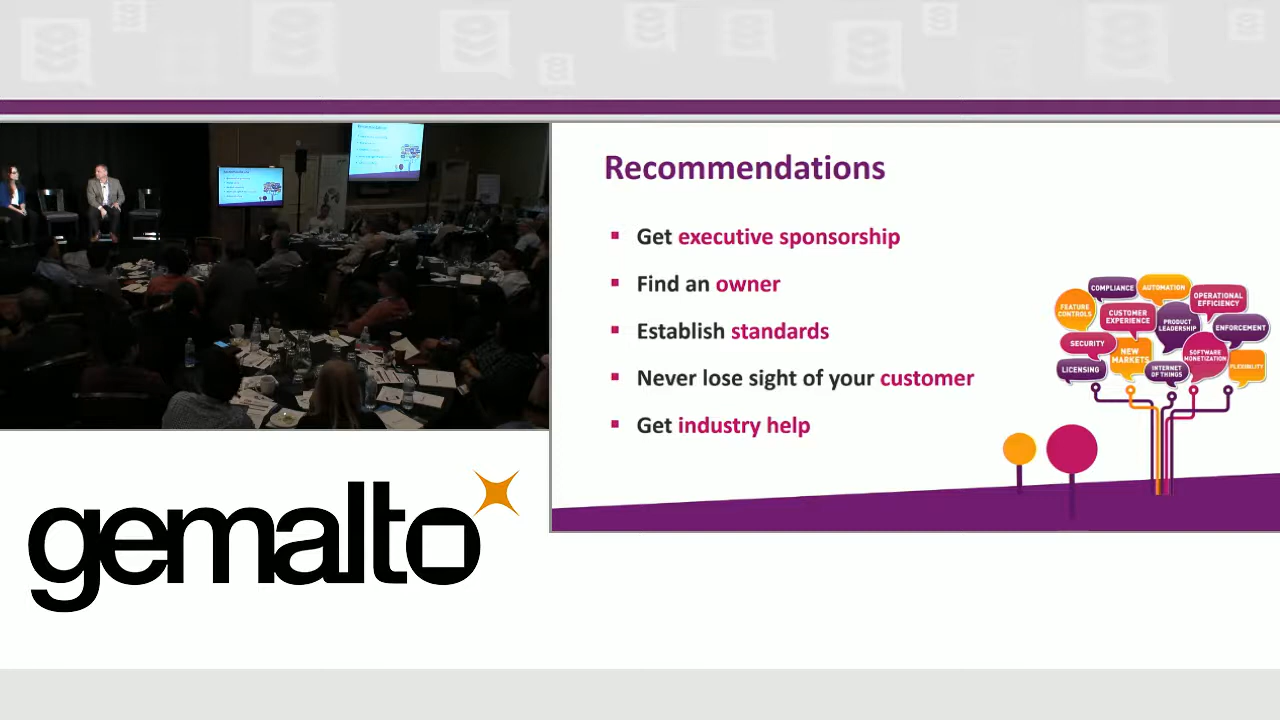 Recommendations
Get executive sponsorship
Find an owner
Establish standards
Never lose sight of your customer
Get industry help
COMPLIANCE
AUTOMATION
FEATURE
CONTROLS
OPERATIONAL
EFFICIENCY
CUSTOMER
EXPERIENCE
PRODUCT
LEADERSHIP
ENFORCEMENT
SECURITY
NEW
MARKETS
SOFTWARE
MONETIZATION
LICENSING
INTERNET
OF THINGS
FLEXIBILITY
gemalto